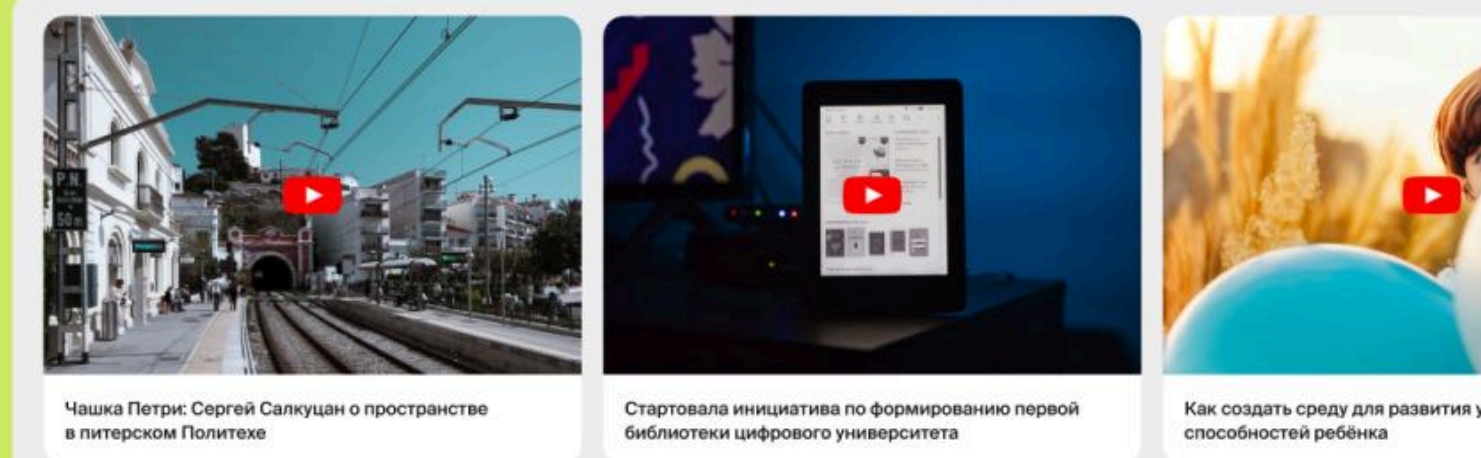 P.N.
50m
Чашка Петри: Сергей Салкуцан о пространстве
в питерском Политехе
Стартовала инициатива по формированию первой
библиотеки цифрового университета
Как создать среду для развития
способностей ребёнка